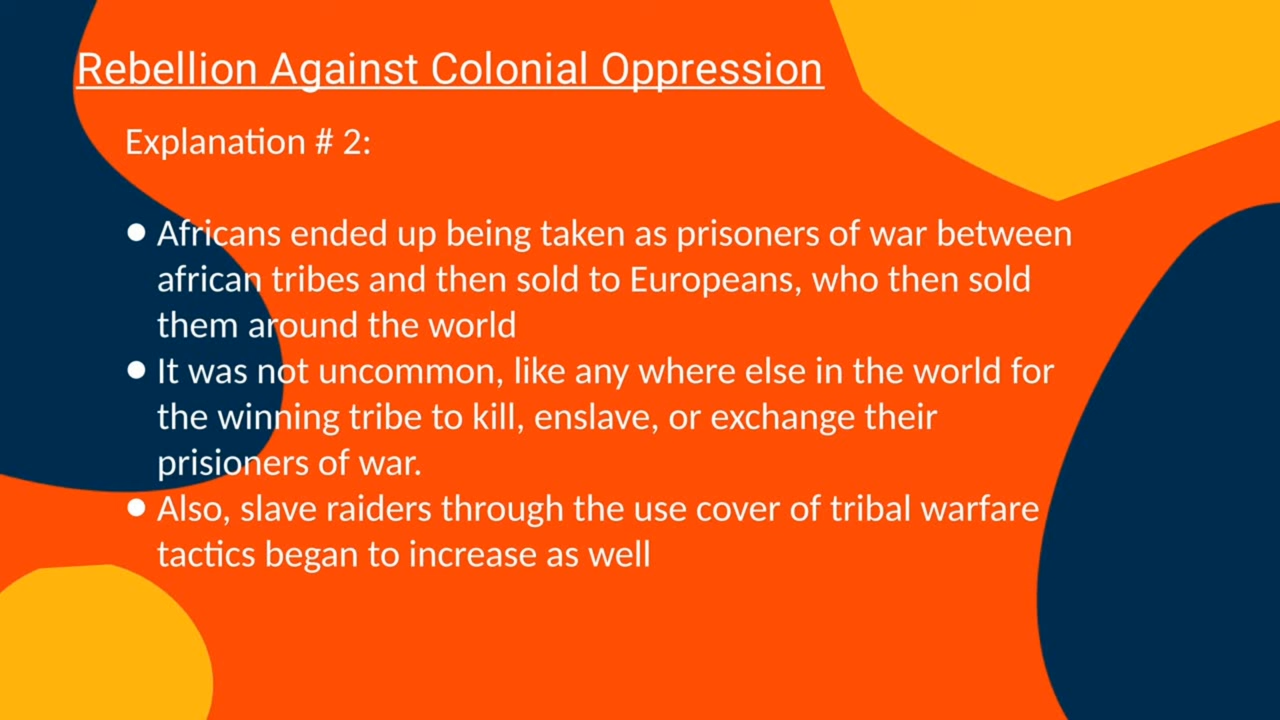 Rebellion Against Colonial Oppression
Explanation # 2:
● Africans ended up being taken as prisoners of war between
african tribes and then sold to Europeans, who then sold
them around the world
● It was not uncommon, like any where else in the world for
the winning tribe to kill, enslave, or exchange their
prisioners of war.
● Also, slave raiders through the use cover of tribal warfare
tactics began to increase as well